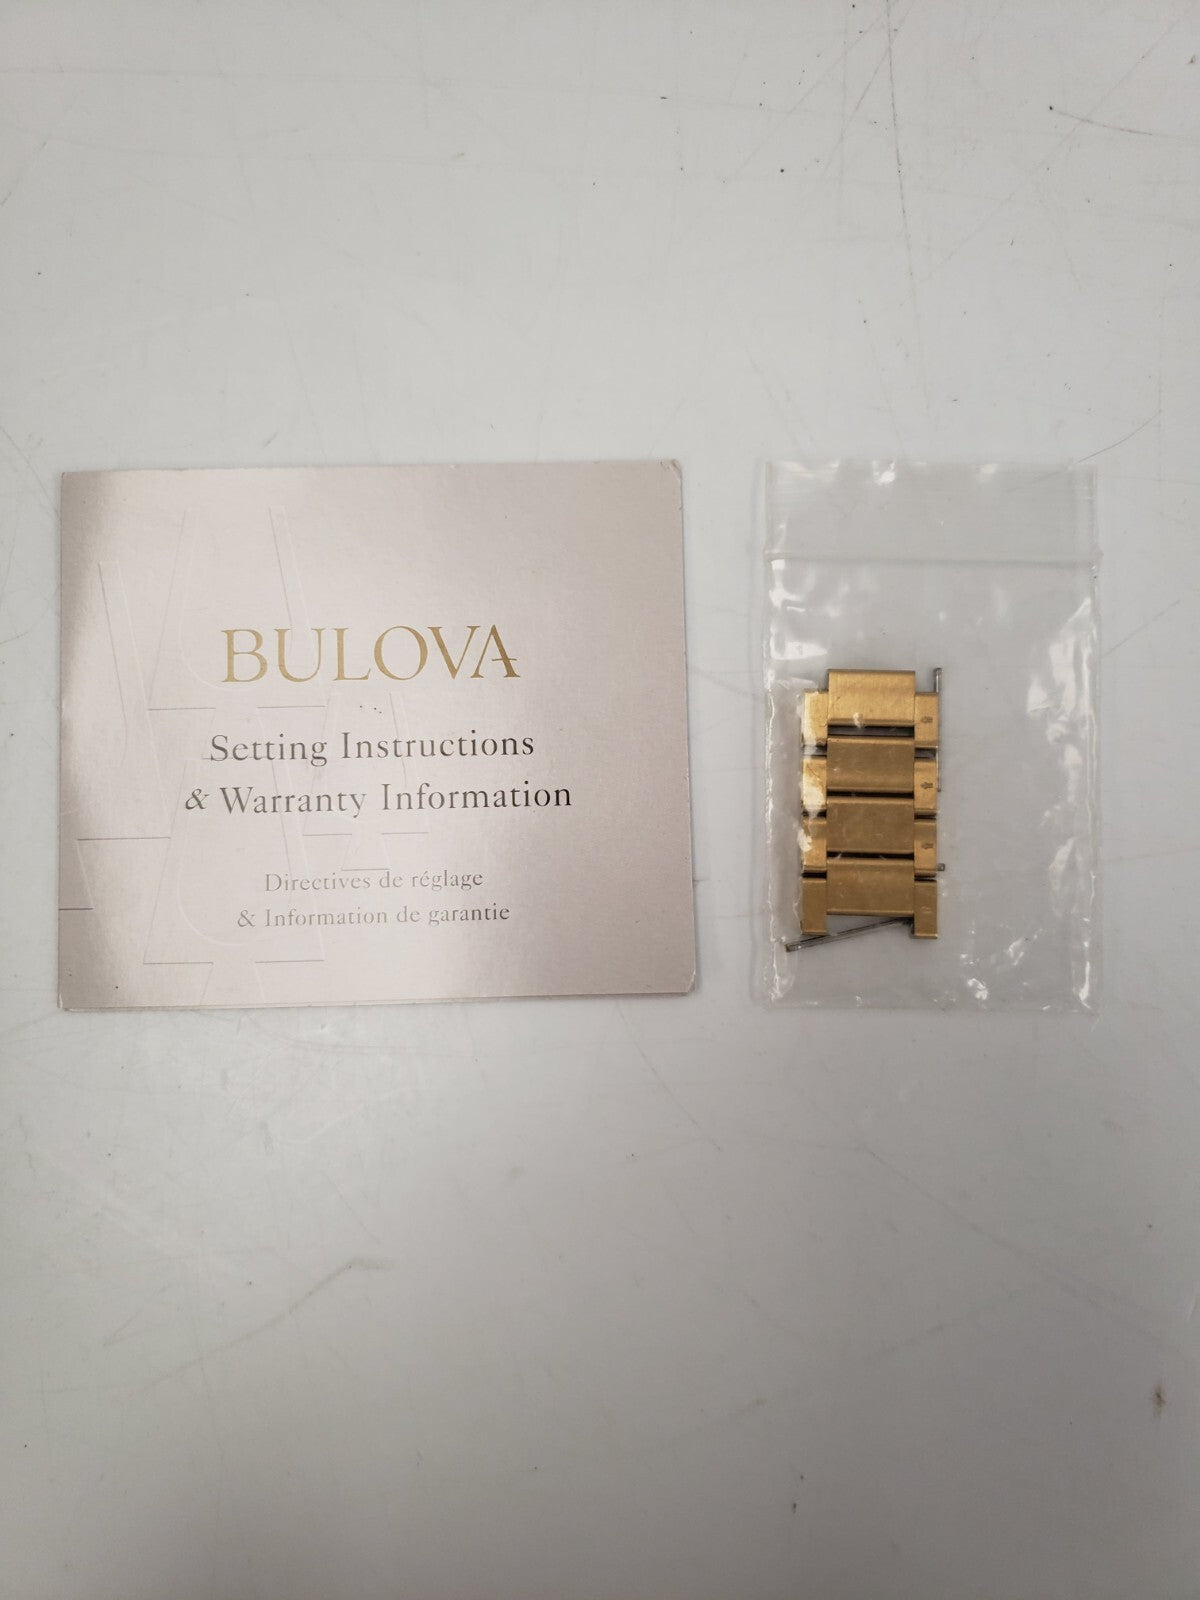 BULOVA
Setting Instructions
& Warranty Information
Directives de réglage
& Information de garantie